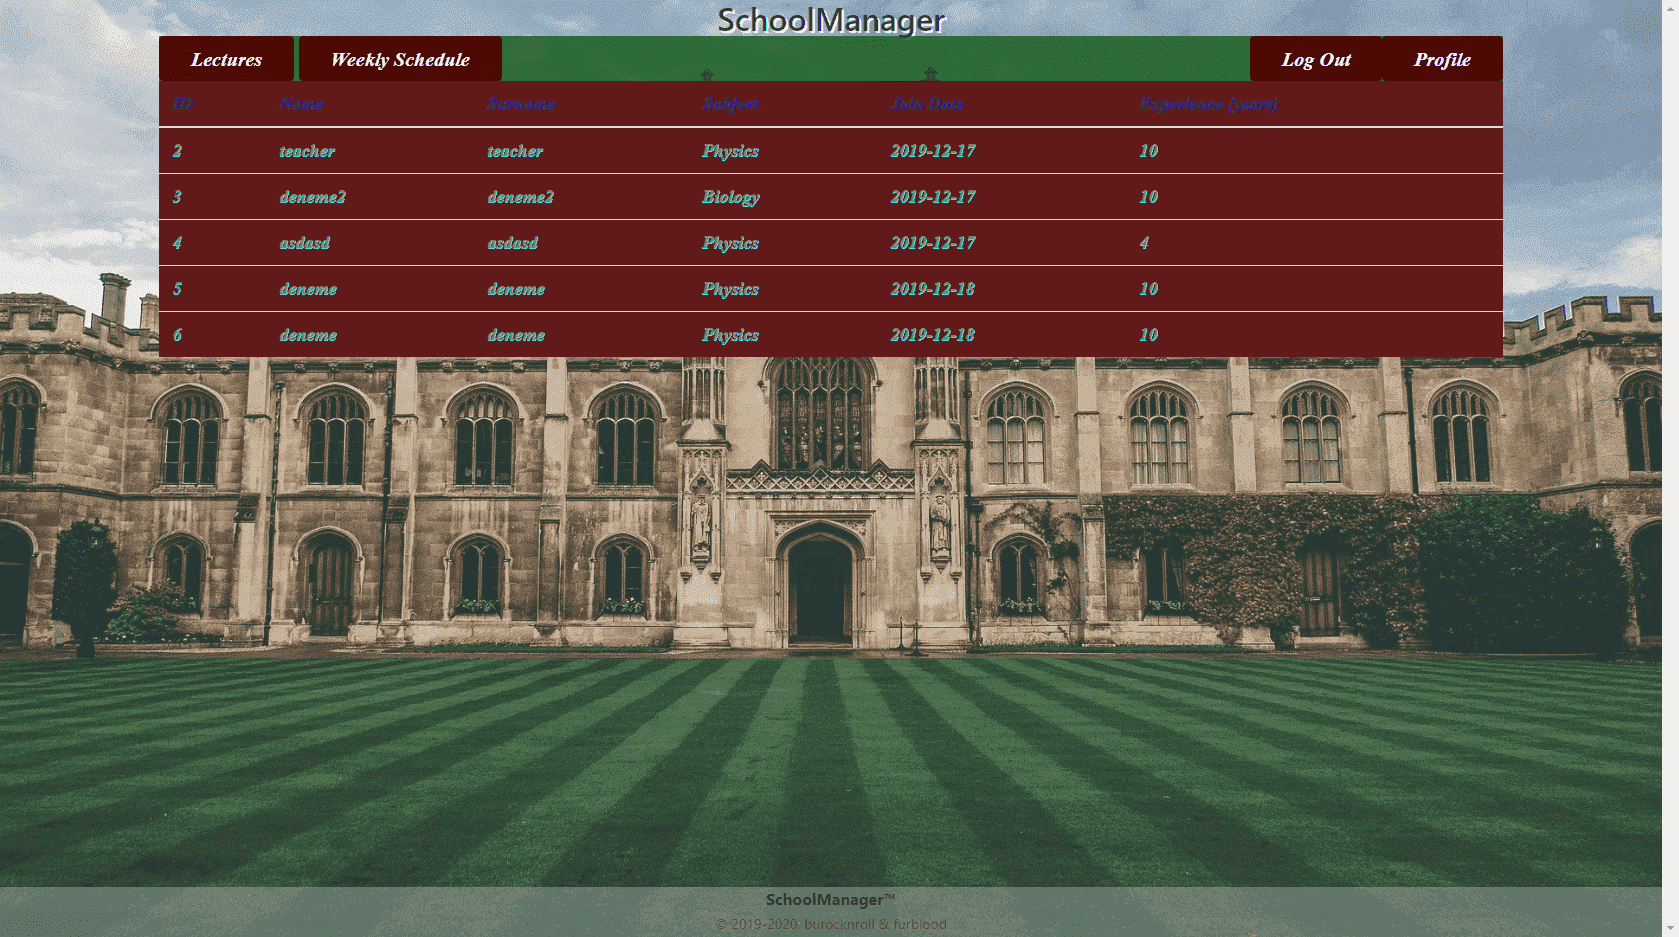 SchoolManager
Lectures Weekly Schedule Log Out Profile
ID Name Surname Subject Join Date Experience (years)
2 teacher teacher Physics 2019-12-17 10
3 deneme2 deneme2 Biology 2019-12-17 10
4 asdasd asdasd Physics 2019-12-17 4
5 deneme deneme Physics 2019-12-18 10
6 deneme deneme Physics 2019-12-18 10
SchoolManager™
© 2019-2020, burocknroll & furblood